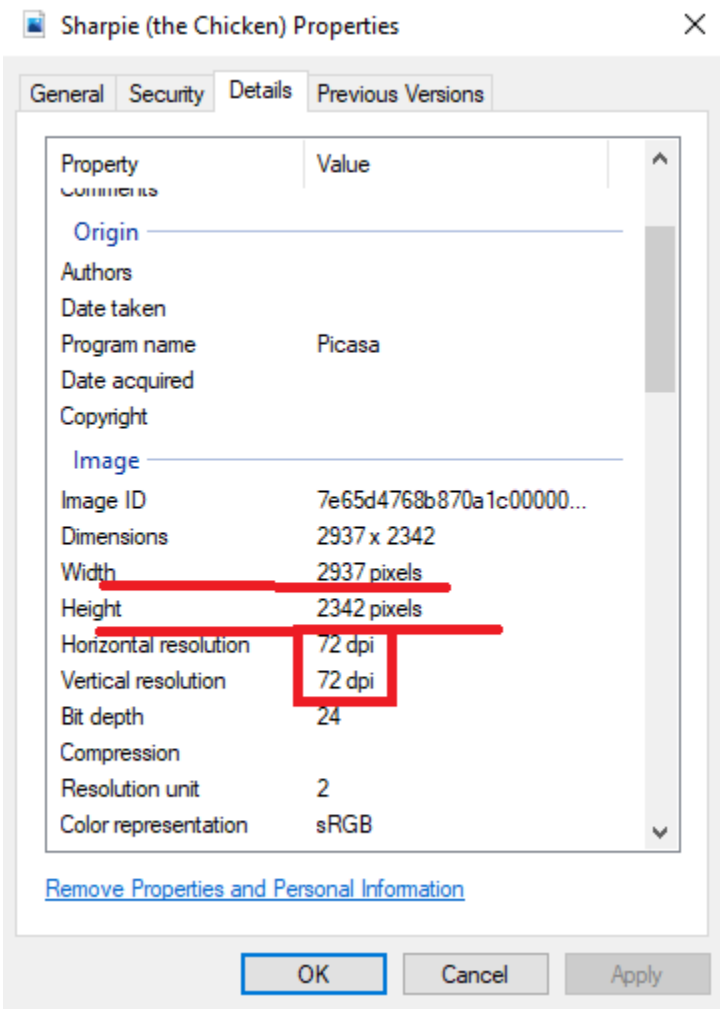 Sharpie (the Chicken) Properties
General Security Details Previous Versions
Property Value
Comments
Origin
Authors
Date taken
Program name Picasa
Date acquired
Copyright
Image
Image ID 7e65d4768b870a1c00000...
Dimensions 2937 x 2342
Width 2937 pixels
Height 2342 pixels
Horizontal resolution 72 dpi
Vertical resolution 72 dpi
Bit depth 24
Compression
Resolution unit 2
Color representation sRGB
Remove Properties and Personal Information
OK Cancel Apply